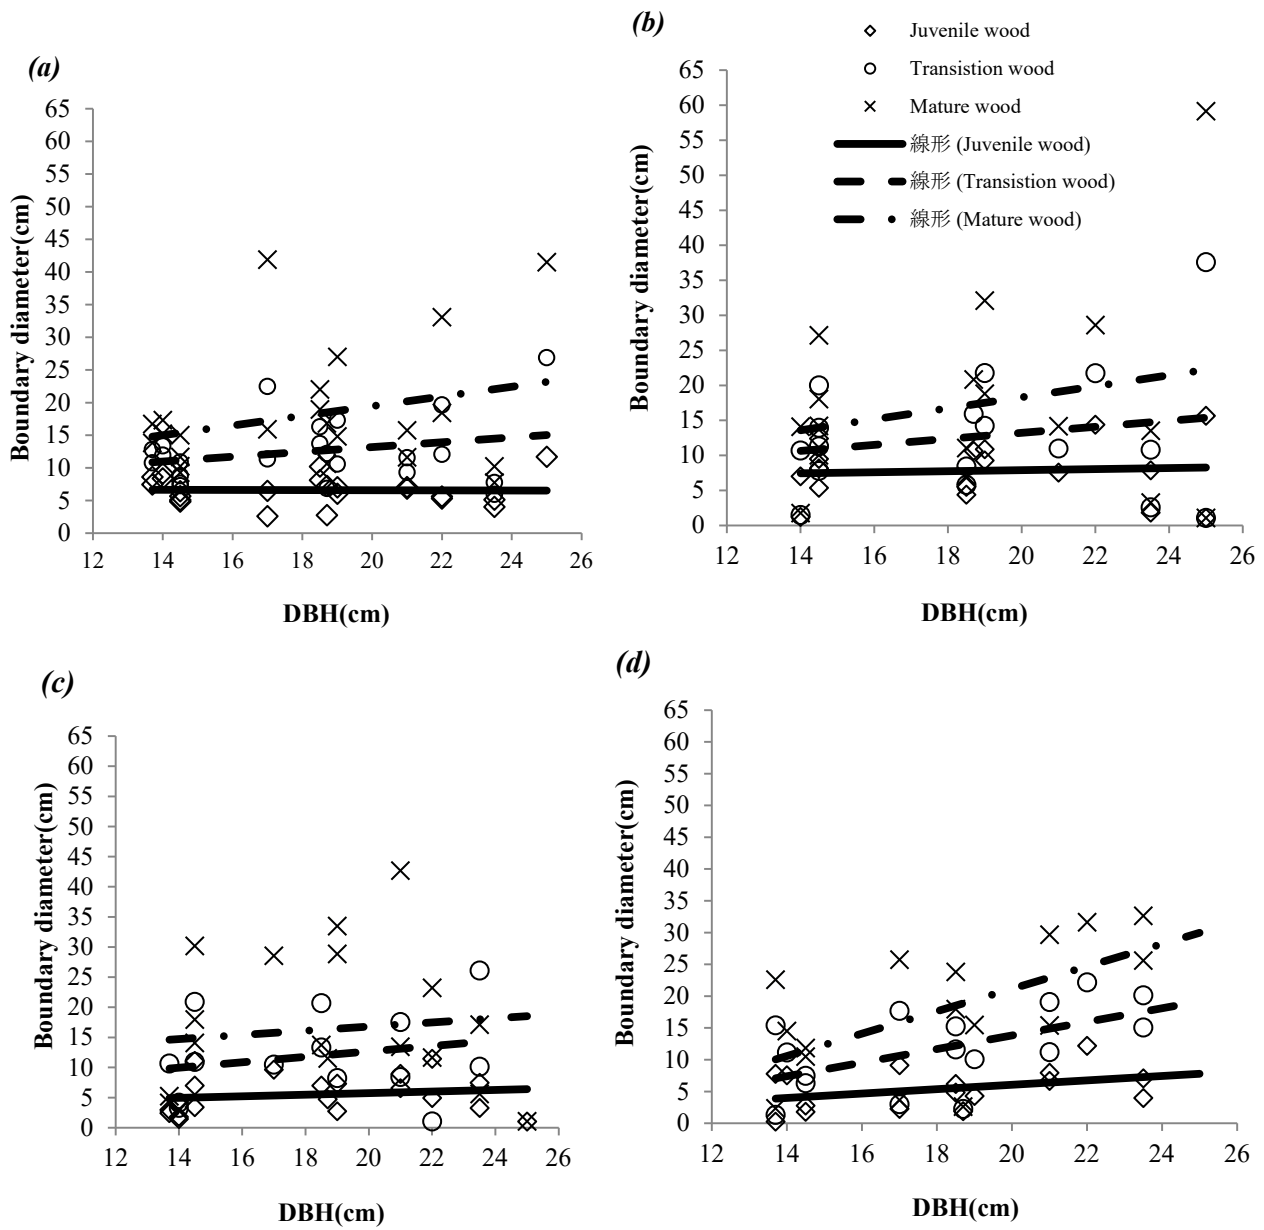 (a)
65
60
55
50
45
40
35
30
25
20
15
10
5
0
Boundary diameter(cm)
12 14 16 18 20 22 24 26
DBH(cm)
(b)
Juvenile wood
Transistion wood
Mature wood
線形 (Juvenile wood)
線形 (Transistion wood)
線形 (Mature wood)
65
60
55
50
45
40
35
30
25
20
15
10
5
0
Boundary diameter(cm)
12 14 16 18 20 22 24 26
DBH(cm)
(c)
65
60
55
50
45
40
35
30
25
20
15
10
5
0
Boundary diameter(cm)
12 14 16 18 20 22 24 26
DBH(cm)
(d)
65
60
55
50
45
40
35
30
25
20
15
10
5
0
Boundary diameter(cm)
12 14 16 18 20 22 24 26
DBH(cm)